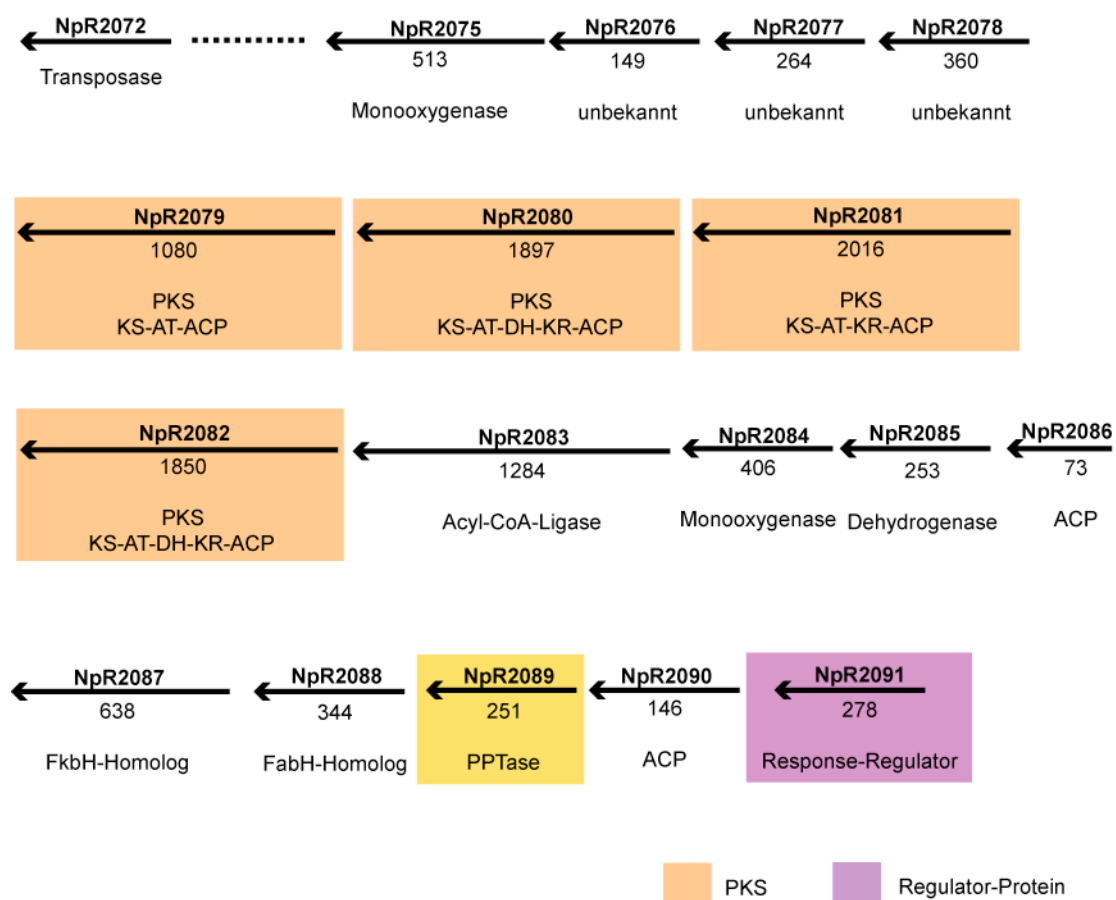 NpR2072 NpR2075 NpR2076 NpR2077 NpR2078
513 149 264 360
Transposase
Monooxygenase unbekannt unbekannt unbekannt
NpR2079 NpR2080 NpR2081
1080 1897 2016
PKS PKS PKS
KS-AT-ACP KS-AT-DH-KR-ACP KS-AT-KR-ACP
NpR2082 NpR2083 NpR2084 NpR2085 NpR2086
1850 1284 406 253 73
PKS Acyl-CoA-Ligase Monooxygenase Dehydrogenase ACP
KS-AT-DH-KR-ACP
NpR2087 NpR2088 NpR2089 NpR2090 NpR2091
638 344 251 146 278
FkbH-Homolog FabH-Homolog PPTase ACP Response-Regulator
PKS Regulator-Protein